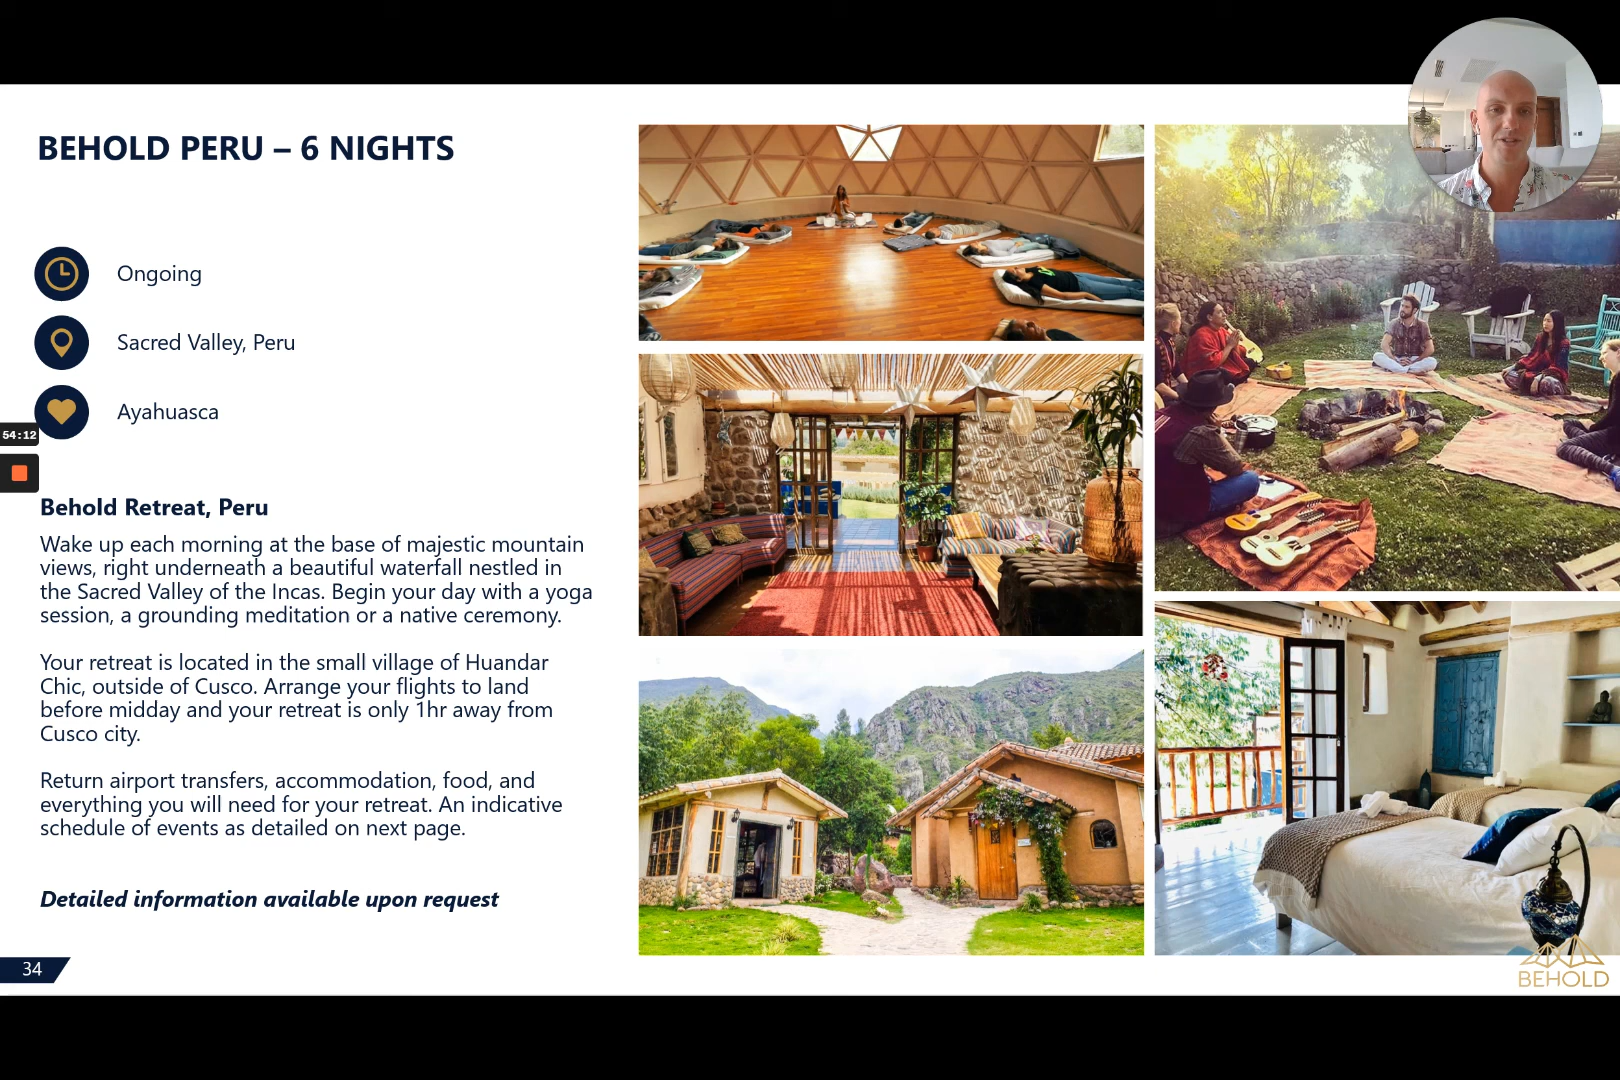 BEHOLD PERU – 6 NIGHTS
Ongoing
Sacred Valley, Peru
Ayahuasca
54:12
Behold Retreat, Peru
Wake up each morning at the base of majestic mountain
views, right underneath a beautiful waterfall nestled in
the Sacred Valley of the Incas. Begin your day with a yoga
session, a grounding meditation or a native ceremony.
Your retreat is located in the small village of Huandar
Chic, outside of Cusco. Arrange your flights to land
before midday and your retreat is only 1hr away from
Cusco city.
Return airport transfers, accommodation, food, and
everything you will need for your retreat. An indicative
schedule of events as detailed on next page.
Detailed information available upon request
34
BEHOLD